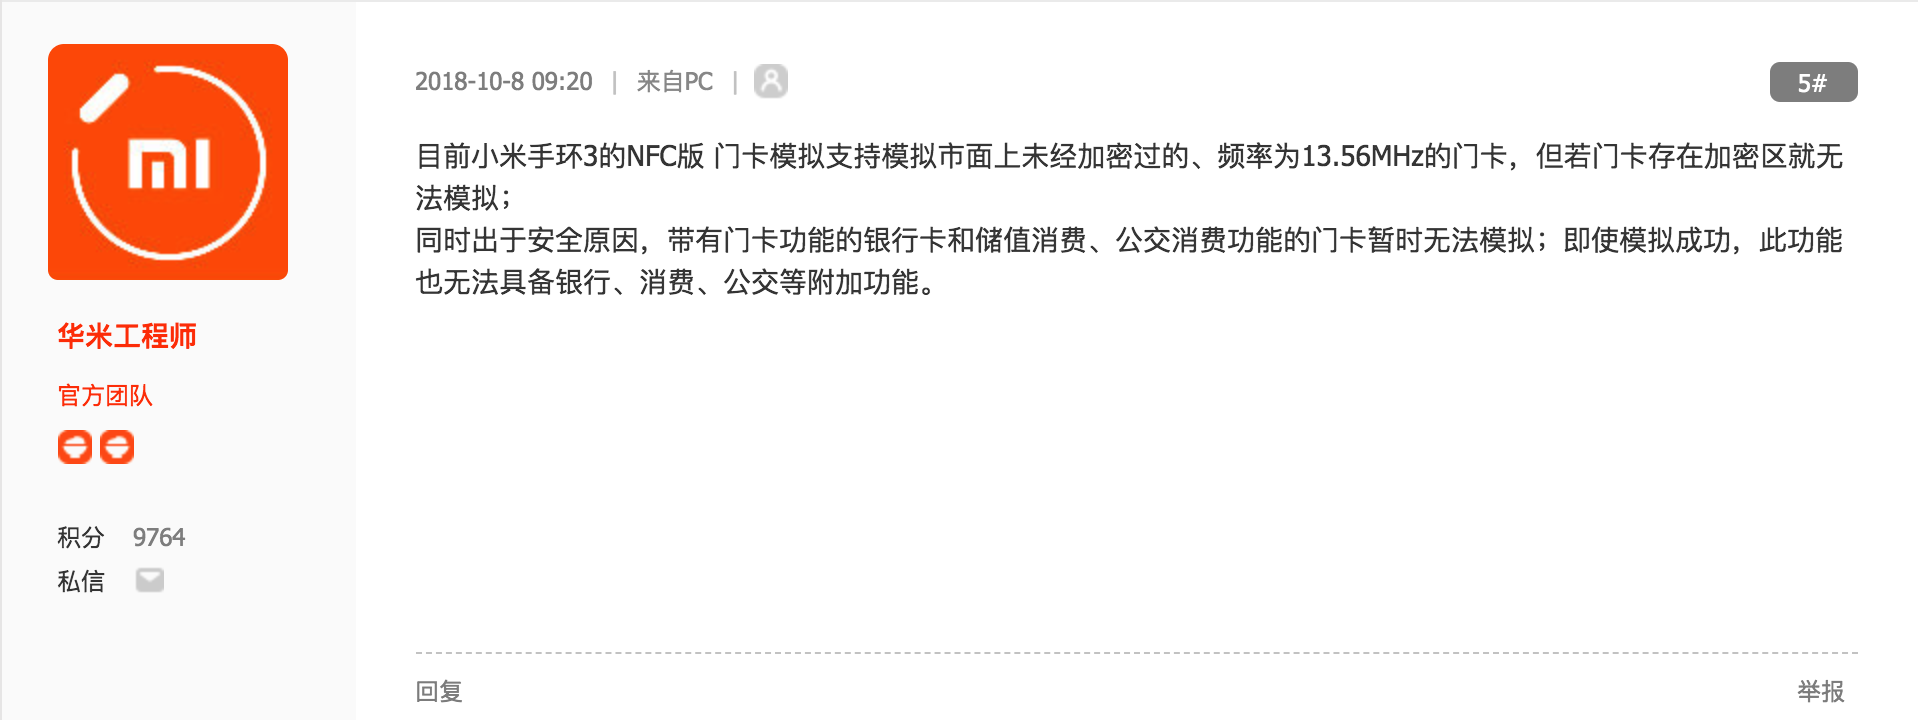 mi
华米工程师
官方团队
积分 9764
私信
2018-10-8 09:20 | 来自PC |
5#
目前小米手环3的NFC版 门卡模拟支持模拟市面上未经加密过的、频率为13.56MHz的门卡，但若门卡存在加密区就无
法模拟；
同时出于安全原因，带有门卡功能的银行卡和储值消费、公交消费功能的门卡暂时无法模拟；即使模拟成功，此功能
也无法具备银行、消费、公交等附加功能。
回复
举报